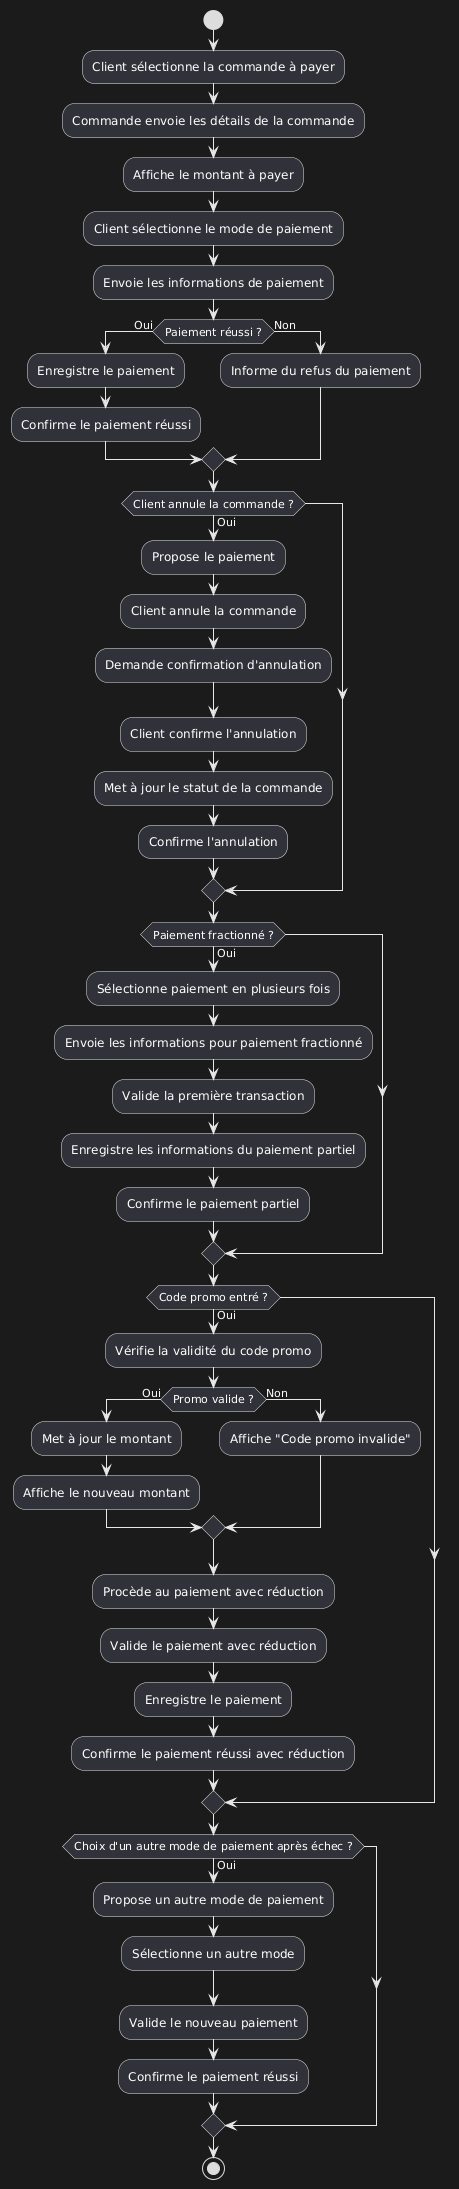 Client sélectionne la commande à payer
Commande envoie les détails de la commande
Affiche le montant à payer
Client sélectionne le mode de paiement
Envoie les informations de paiement
Oui
Paiement réussi ?
Non
Enregistre le paiement
Informe du refus du paiement
Confirme le paiement réussi
Client annule la commande ?
Oui
Propose le paiement
Client annule la commande
Demande confirmation d'annulation
Client confirme l'annulation
Met à jour le statut de la commande
Confirme l'annulation
Paiement fractionné ?
Oui
Sélectionne paiement en plusieurs fois
Envoie les informations pour paiement fractionné
Valide la première transaction
Enregistre les informations du paiement partiel
Confirme le paiement partiel
Code promo entré ?
Oui
Vérifie la validité du code promo
Oui
Promo valide ?
Non
Met à jour le montant
Affiche "Code promo invalide"
Affiche le nouveau montant
Procède au paiement avec réduction
Valide le paiement avec réduction
Enregistre le paiement
Confirme le paiement réussi avec réduction
Choix d'un autre mode de paiement après échec ?
Oui
Propose un autre mode de paiement
Sélectionne un autre mode
Valide le nouveau paiement
Confirme le paiement réussi